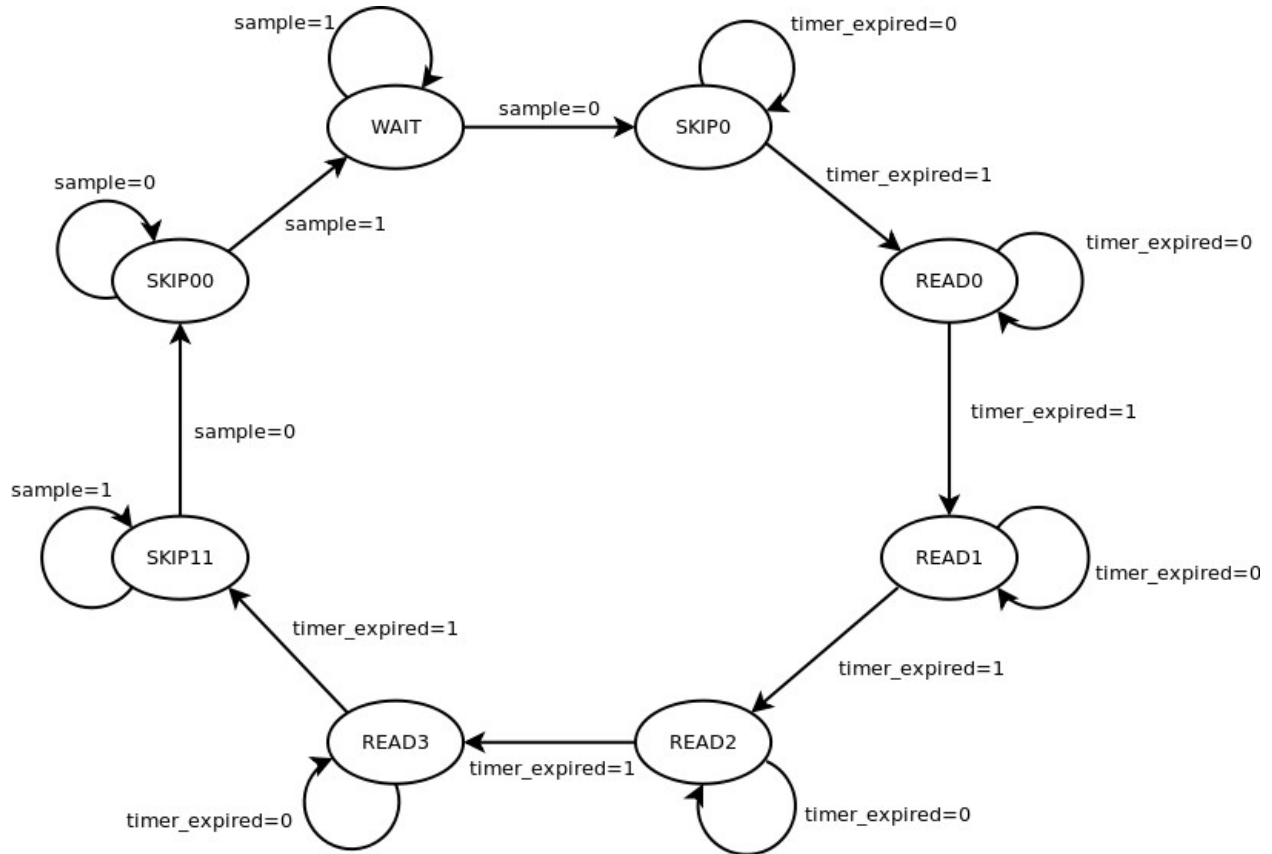 sample=1
timer_expired=0
WAIT
sample=0
SKIP0
timer_expired=1
sample=0
sample=1
SKIP00
READ0
timer_expired=0
timer_expired=1
sample=0
sample=1
SKIP11
READ1
timer_expired=0
timer_expired=1
timer_expired=1
READ3
READ2
timer_expired=1
timer_expired=0
timer_expired=0